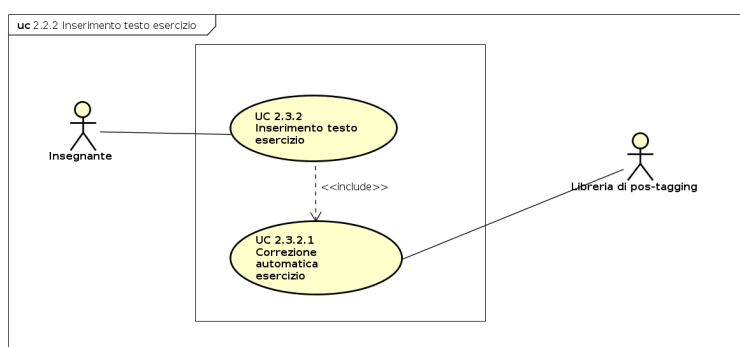 uc 2.2.2 Inserimento testo esercizio
UC 2.3.2
Inserimento testo
esercizio
Insegnante
Libreria di pos-tagging
<<include>>
UC 2.3.2.1
Correzione
automatica
esercizio